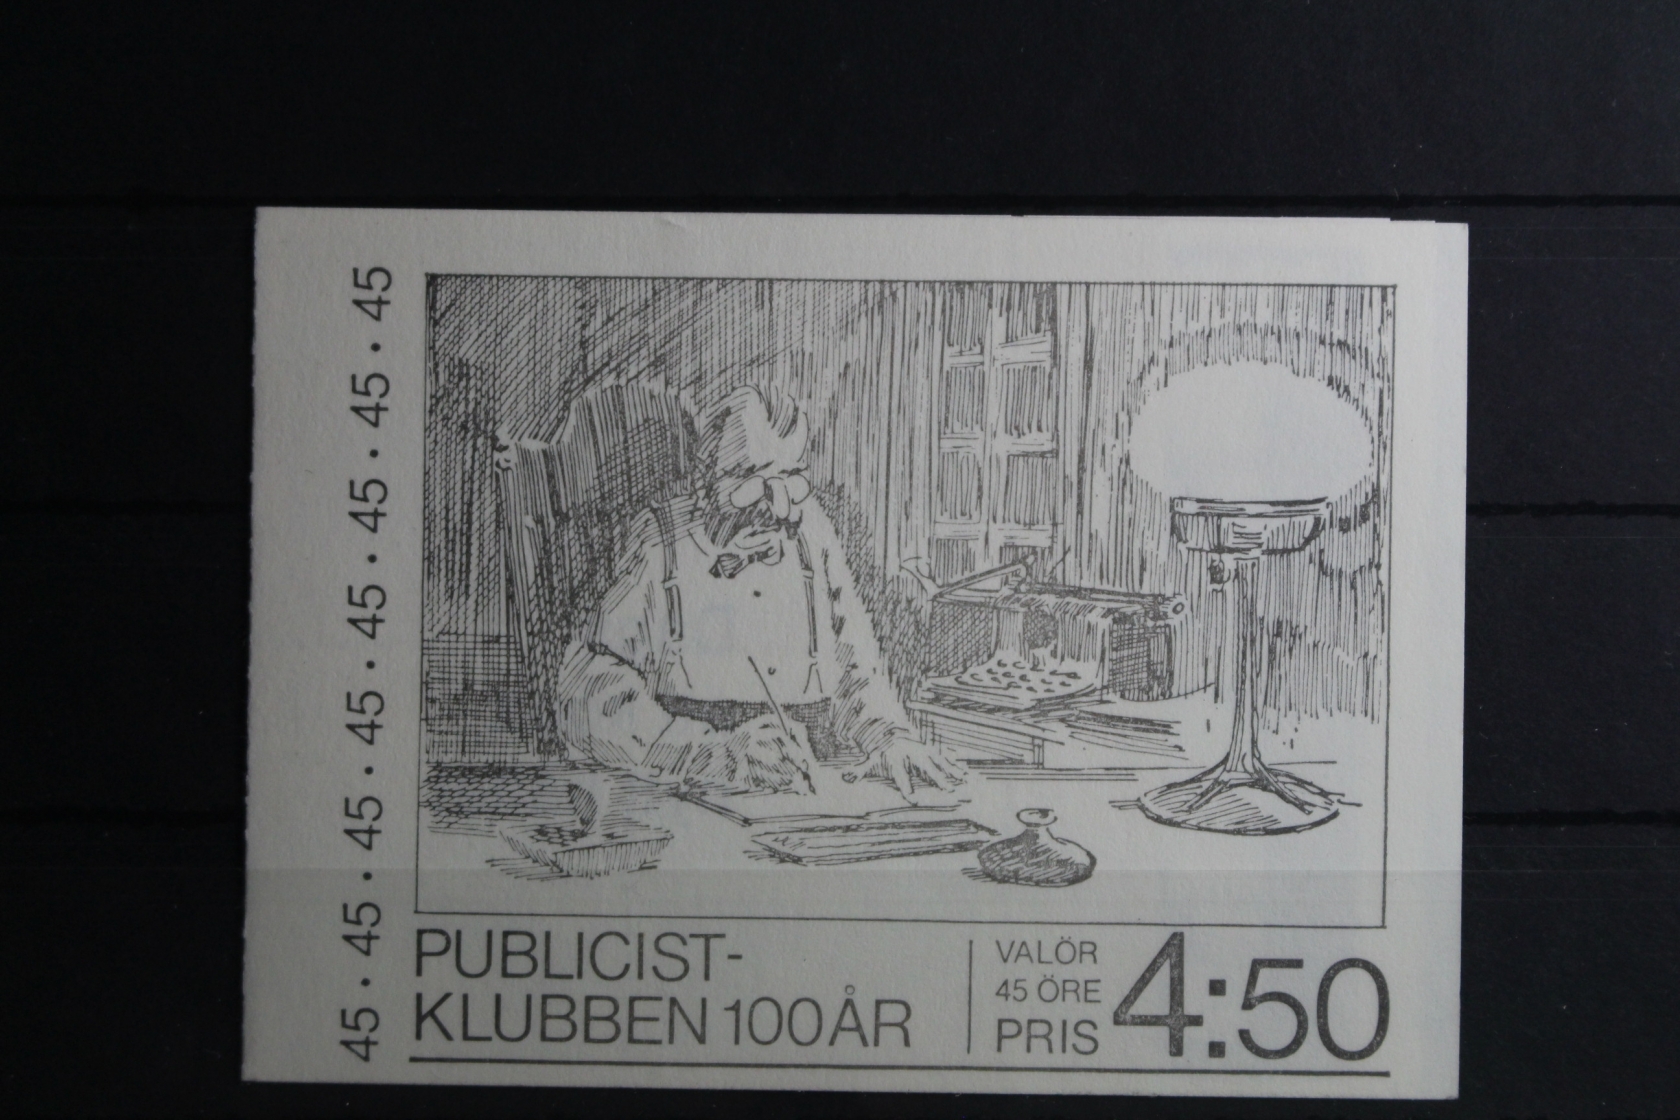 45 • 45 • 45 • 45 • 45 • 45 • 45 • 45
PUBLICIST-
KLUBBEN 100 ÅR
VALÖR
45 ÖRE
PRIS
4:50